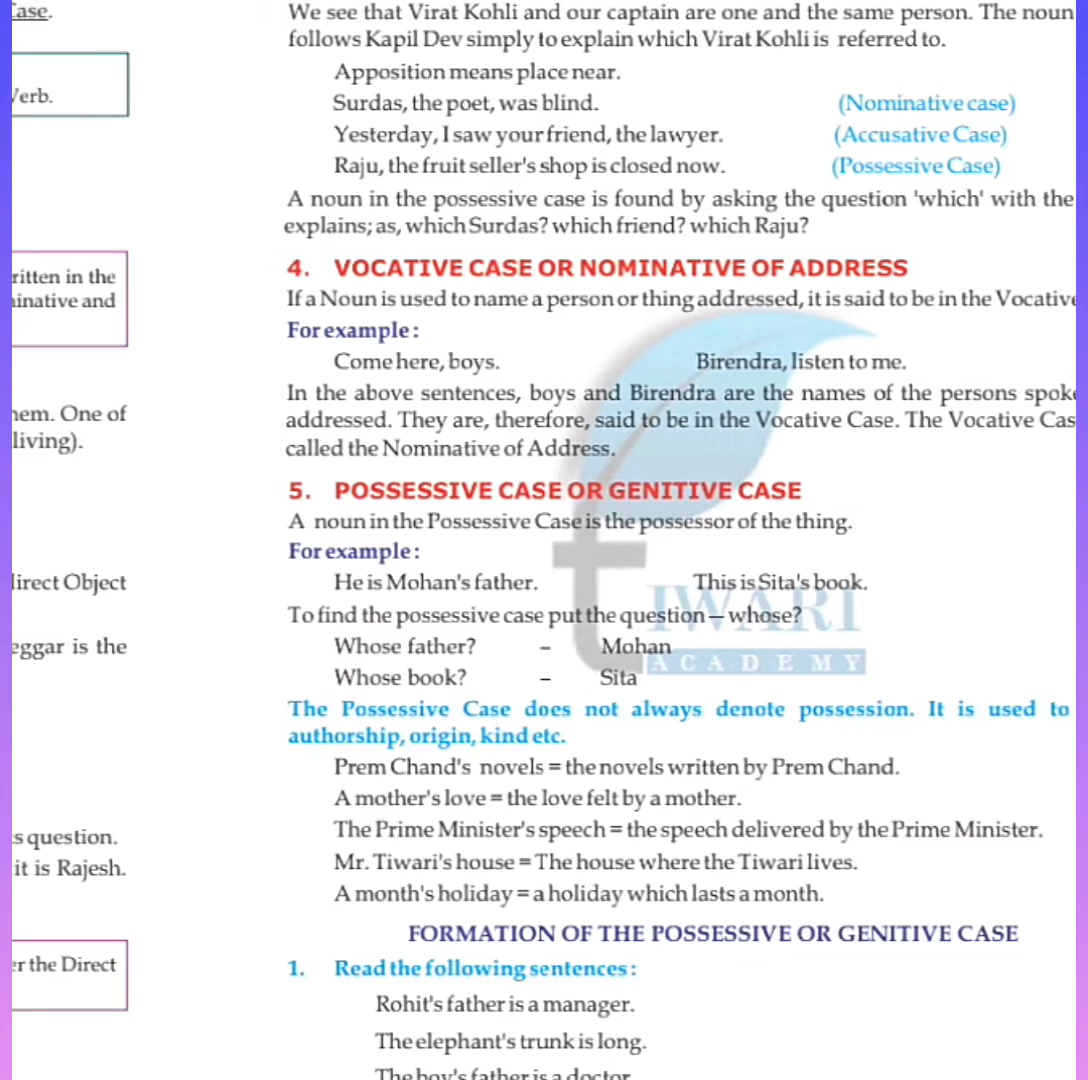 Case.
Verb.
ritten in the
inative and
hem. One of
living).
direct Object
eggar is the
s question.
it is Rajesh.
er the Direct
We see that Virat Kohli and our captain are one and the same person. The noun
follows Kapil Dev simply to explain which Virat Kohli is referred to.
Apposition means place near.
Surdas, the poet, was blind. (Nominative case)
Yesterday, I saw your friend, the lawyer. (Accusative Case)
Raju, the fruit seller's shop is closed now. (Possessive Case)
A noun in the possessive case is found by asking the question 'which' with the
explains; as, which Surdas? which friend? which Raju?
4. VOCATIVE CASE OR NOMINATIVE OF ADDRESS
If a Noun is used to name a person or thing addressed, it is said to be in the Vocative
For example :
Come here, boys. Birendra, listen to me.
In the above sentences, boys and Birendra are the names of the persons spoke
addressed. They are, therefore, said to be in the Vocative Case. The Vocative Cas
called the Nominative of Address.
5. POSSESSIVE CASE OR GENITIVE CASE
A noun in the Possessive Case is the possessor of the thing.
For example :
He is Mohan's father. This is Sita's book.
To find the possessive case put the question – whose?
Whose father? – Mohan
Whose book? – Sita
TIWARI
ACADEMY
The Possessive Case does not always denote possession. It is used to
authorship, origin, kind etc.
Prem Chand's novels = the novels written by Prem Chand.
A mother's love = the love felt by a mother.
The Prime Minister's speech = the speech delivered by the Prime Minister.
Mr. Tiwari's house = The house where the Tiwari lives.
A month's holiday = a holiday which lasts a month.
FORMATION OF THE POSSESSIVE OR GENITIVE CASE
1. Read the following sentences :
Rohit's father is a manager.
The elephant's trunk is long.
The boy's father is a doctor.